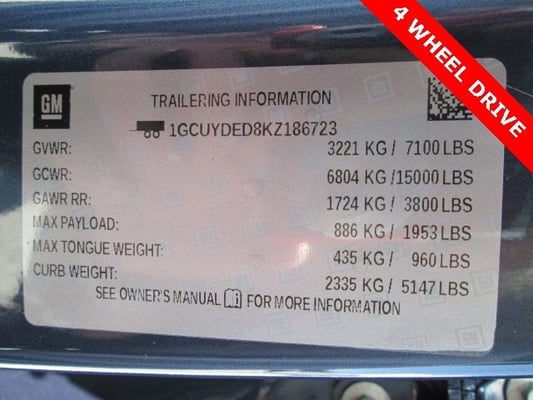 4 WHEEL DRIVE
GM
TRAILERING INFORMATION
1GCUYDED8KZ186723
GVWR: 3221 KG / 7100 LBS
GCWR: 6804 KG /15000 LBS
GAWR RR: 1724 KG / 3800 LBS
MAX PAYLOAD: 886 KG / 1953 LBS
MAX TONGUE WEIGHT: 435 KG / 960 LBS
CURB WEIGHT: 2335 KG / 5147 LBS
SEE OWNER'S MANUAL FOR MORE INFORMATION